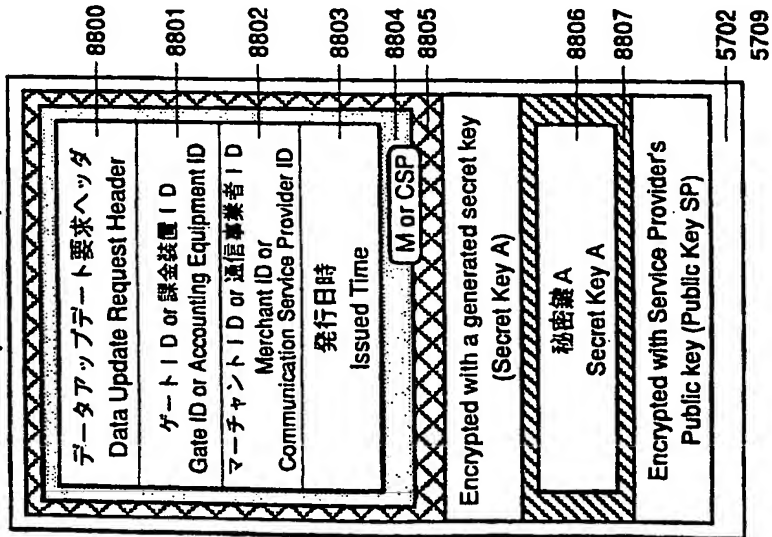 データアップデート要求ヘッダ
Data Update Request Header
8800
ゲートID or 課金装置ID
Gate ID or Accounting Equipment ID
8801
マーチャントID or 通信事業者ID
Merchant ID or
Communication Service Provider ID
8802
発行日時
Issued Time
8803
8804
M or CSP
8805
Encrypted with a generated secret key
(Secret Key A)
秘密鍵A
Secret Key A
8806
8807
Encrypted with Service Provider's
Public key (Public Key SP)
5702
5709